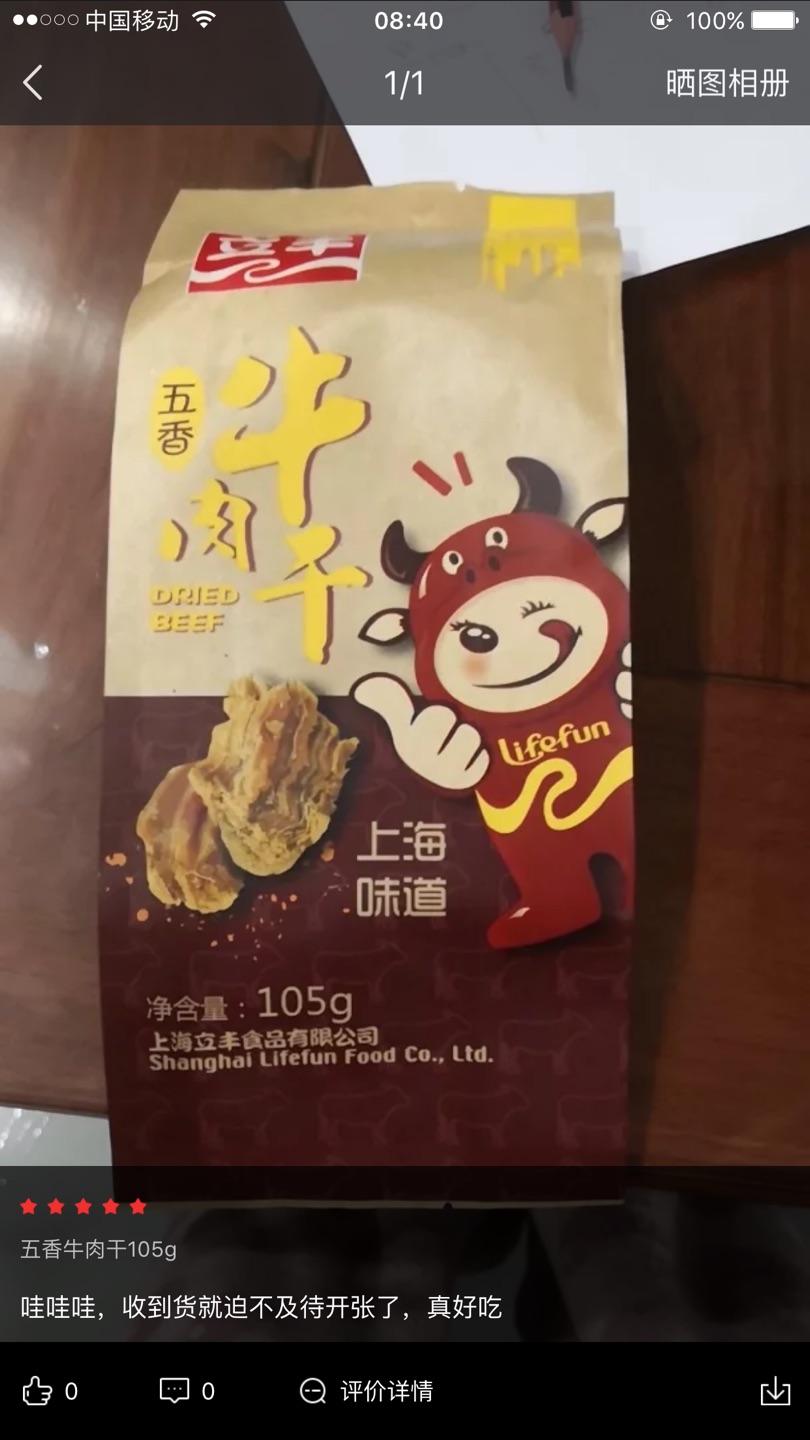 中国移动
08:40
100%
1/1
晒图相册
立丰
五香
牛
肉
干
DRIED
BEEF
Lifefun
上海
味道
净含量：105g
上海立丰食品有限公司
Shanghai Lifefun Food Co., Ltd.
五香牛肉干105g
哇哇哇，收到货就迫不及待开张了，真好吃
0
0
评价详情